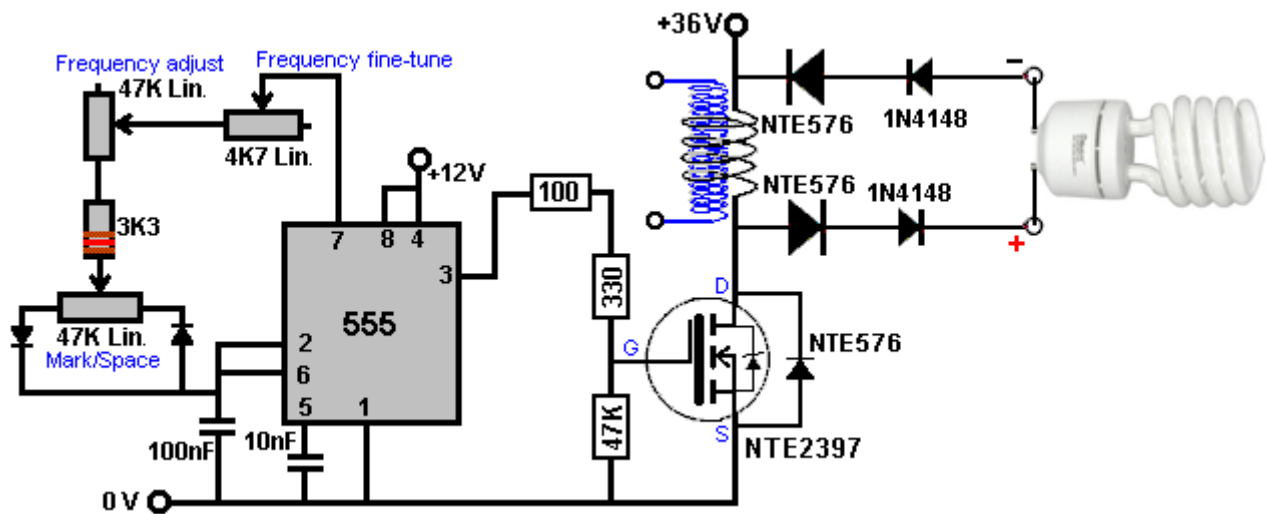 +36V
Frequency adjust
Frequency fine-tune
47K Lin.
4K7 Lin.
+12V
3K3
47K Lin.
Mark/Space
7
8
4
3
555
2
6
5
1
100
330
47K
100nF
10nF
0 V
NTE576
1N4148
-
NTE576
1N4148
+
D
G
S
NTE576
NTE2397